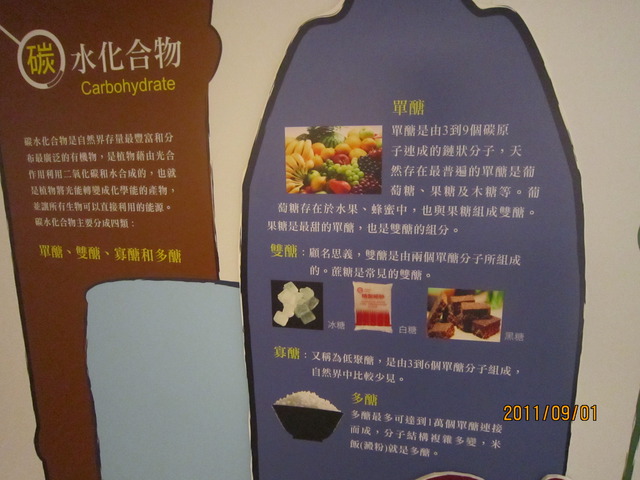 碳水化合物
Carbohydrate
碳水化合物是自然界存量最豐富和分
布最廣泛的有機物，是植物藉由光合
作用利用二氧化碳和水合成的，也就
是植物將光能轉變成化學能的產物，
並讓所有生物可以直接利用的能源。
碳水化合物主要分成四類：
單醣、雙醣、寡醣和多醣
單醣
單醣是由3到9個碳原
子連成的鏈狀分子，天
然存在最普遍的單醣是葡
萄糖、果糖及木糖等。葡
萄糖存在於水果、蜂蜜中，也與果糖組成雙醣。
果糖是最甜的單醣，也是雙醣的組分。
雙醣：顧名思義，雙醣是由兩個單醣分子所組成
的。蔗糖是常見的雙醣。
冰糖
白糖
黑糖
寡醣：又稱為低聚醣，是由3到6個單醣分子組成，
自然界中比較少見。
多醣
多醣最多可達到1萬個單醣連接
而成，分子結構複雜多變，米
飯(澱粉)就是多醣。
2011/09/01